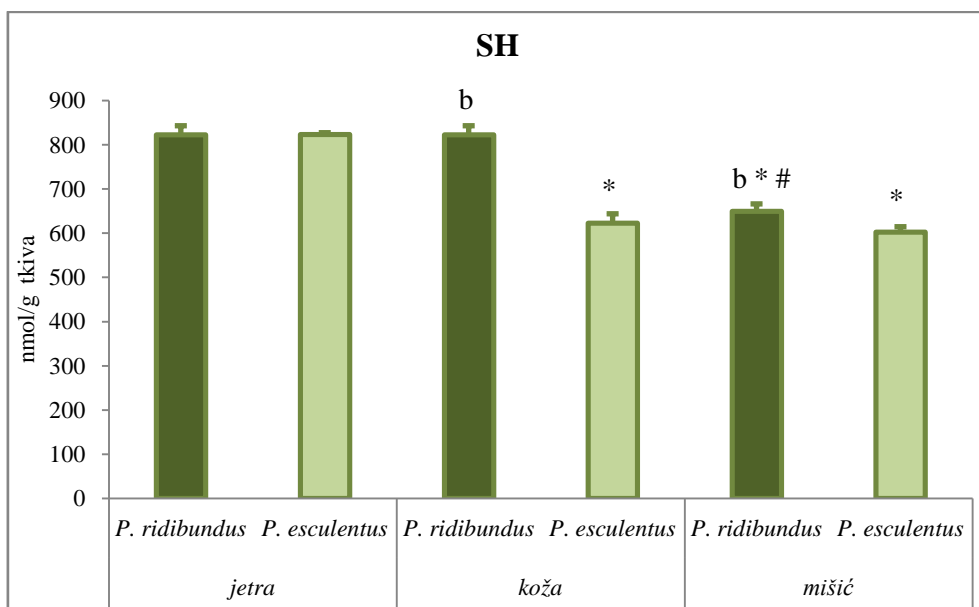 SH
nmol/g tkiva
900
800
700
600
500
400
300
200
100
0
b
*
b * #
*
P. ridibundus P. esculentus P. ridibundus P. esculentus P. ridibundus P. esculentus
jetra koža mišić